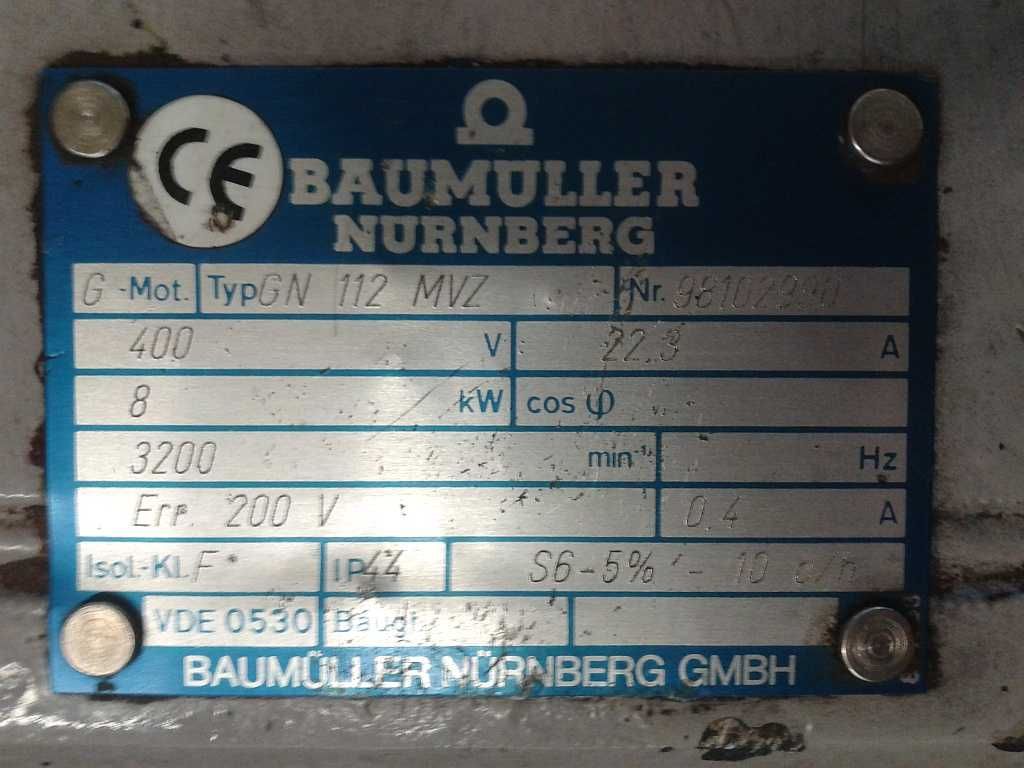 CE
BAUMÜLLER
NÜRNBERG
G -Mot. Typ GN 112 MVZ Nr. 98102990
400 V 22.3 A
8 kW cos φ
3200 min⁻¹ Hz
Err. 200 V 0,4 A
Isol.-Kl. F IP 44 S6-5% - 10 c/h
VDE 0530
BAUMÜLLER NÜRNBERG GMBH